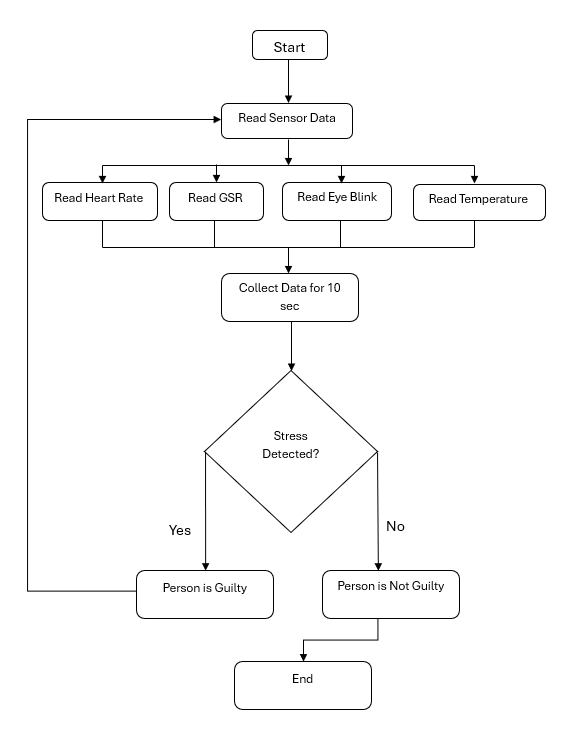 Start
Read Sensor Data
Read Heart Rate
Read GSR
Read Eye Blink
Read Temperature
Collect Data for 10
sec
Stress
Detected?
Yes
No
Person is Guilty
Person is Not Guilty
End